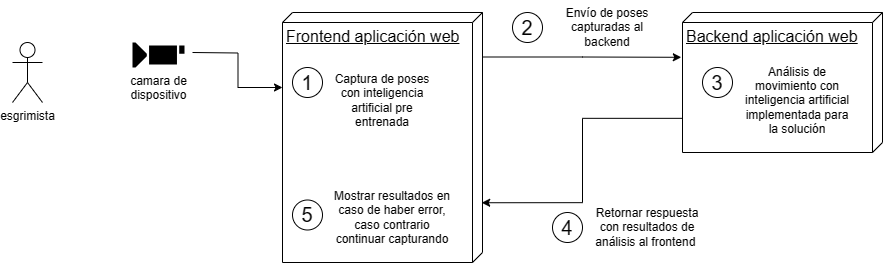 esgrimista
camara de
dispositivo
Frontend aplicación web
1
Captura de poses
con inteligencia
artificial pre
entrenada
2
Envío de poses
capturadas al
backend
Backend aplicación web
3
Análisis de
movimiento con
inteligencia artificial
implementada para
la solución
4
Retornar respuesta
con resultados de
análisis al frontend
5
Mostrar resultados en
caso de haber error,
caso contrario
continuar capturando